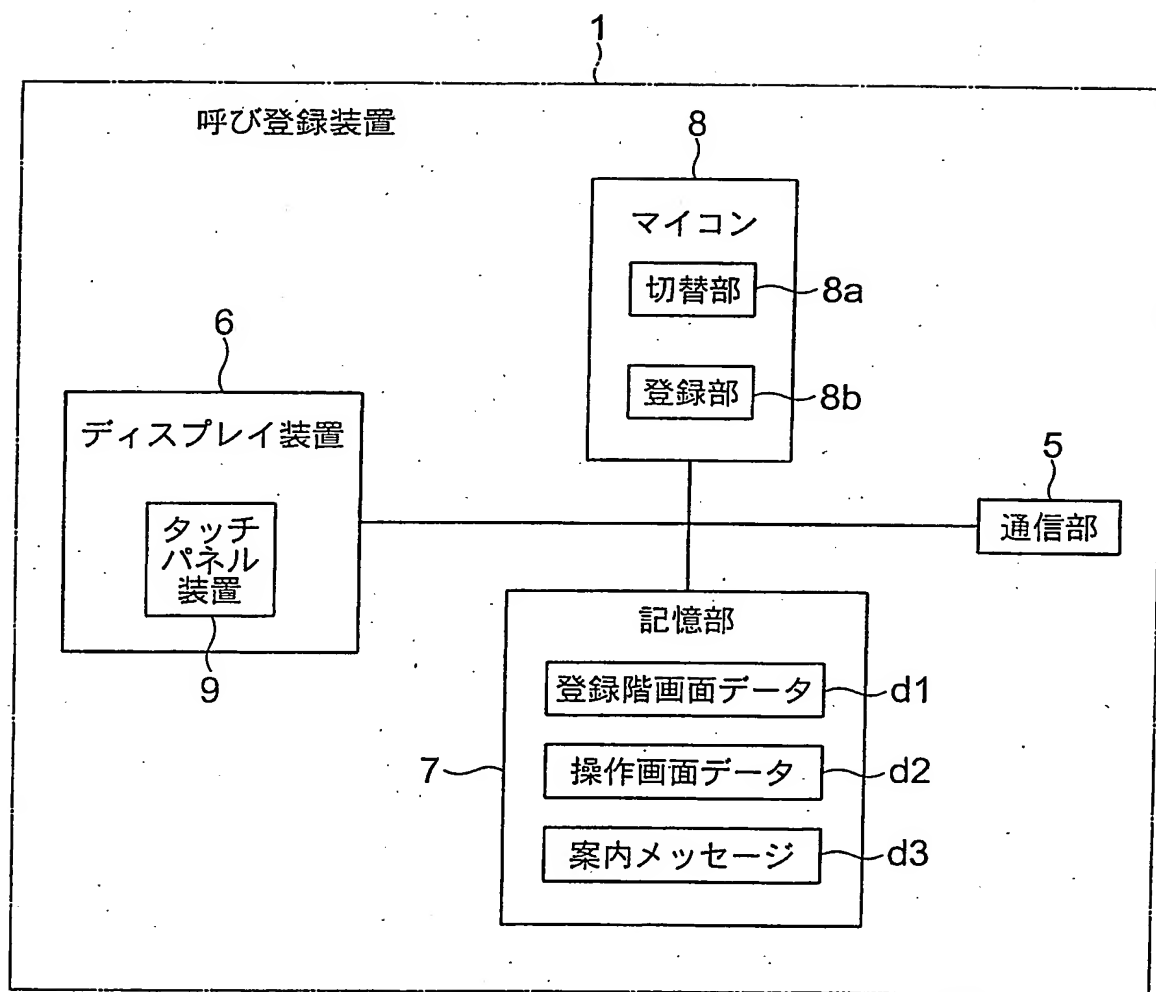 1
呼び登録装置
8
マイコン
切替部
8a
登録部
8b
6
ディスプレイ装置
タッチ
パネル
装置
9
5
通信部
記憶部
7
登録階画面データ
d1
操作画面データ
d2
案内メッセージ
d3